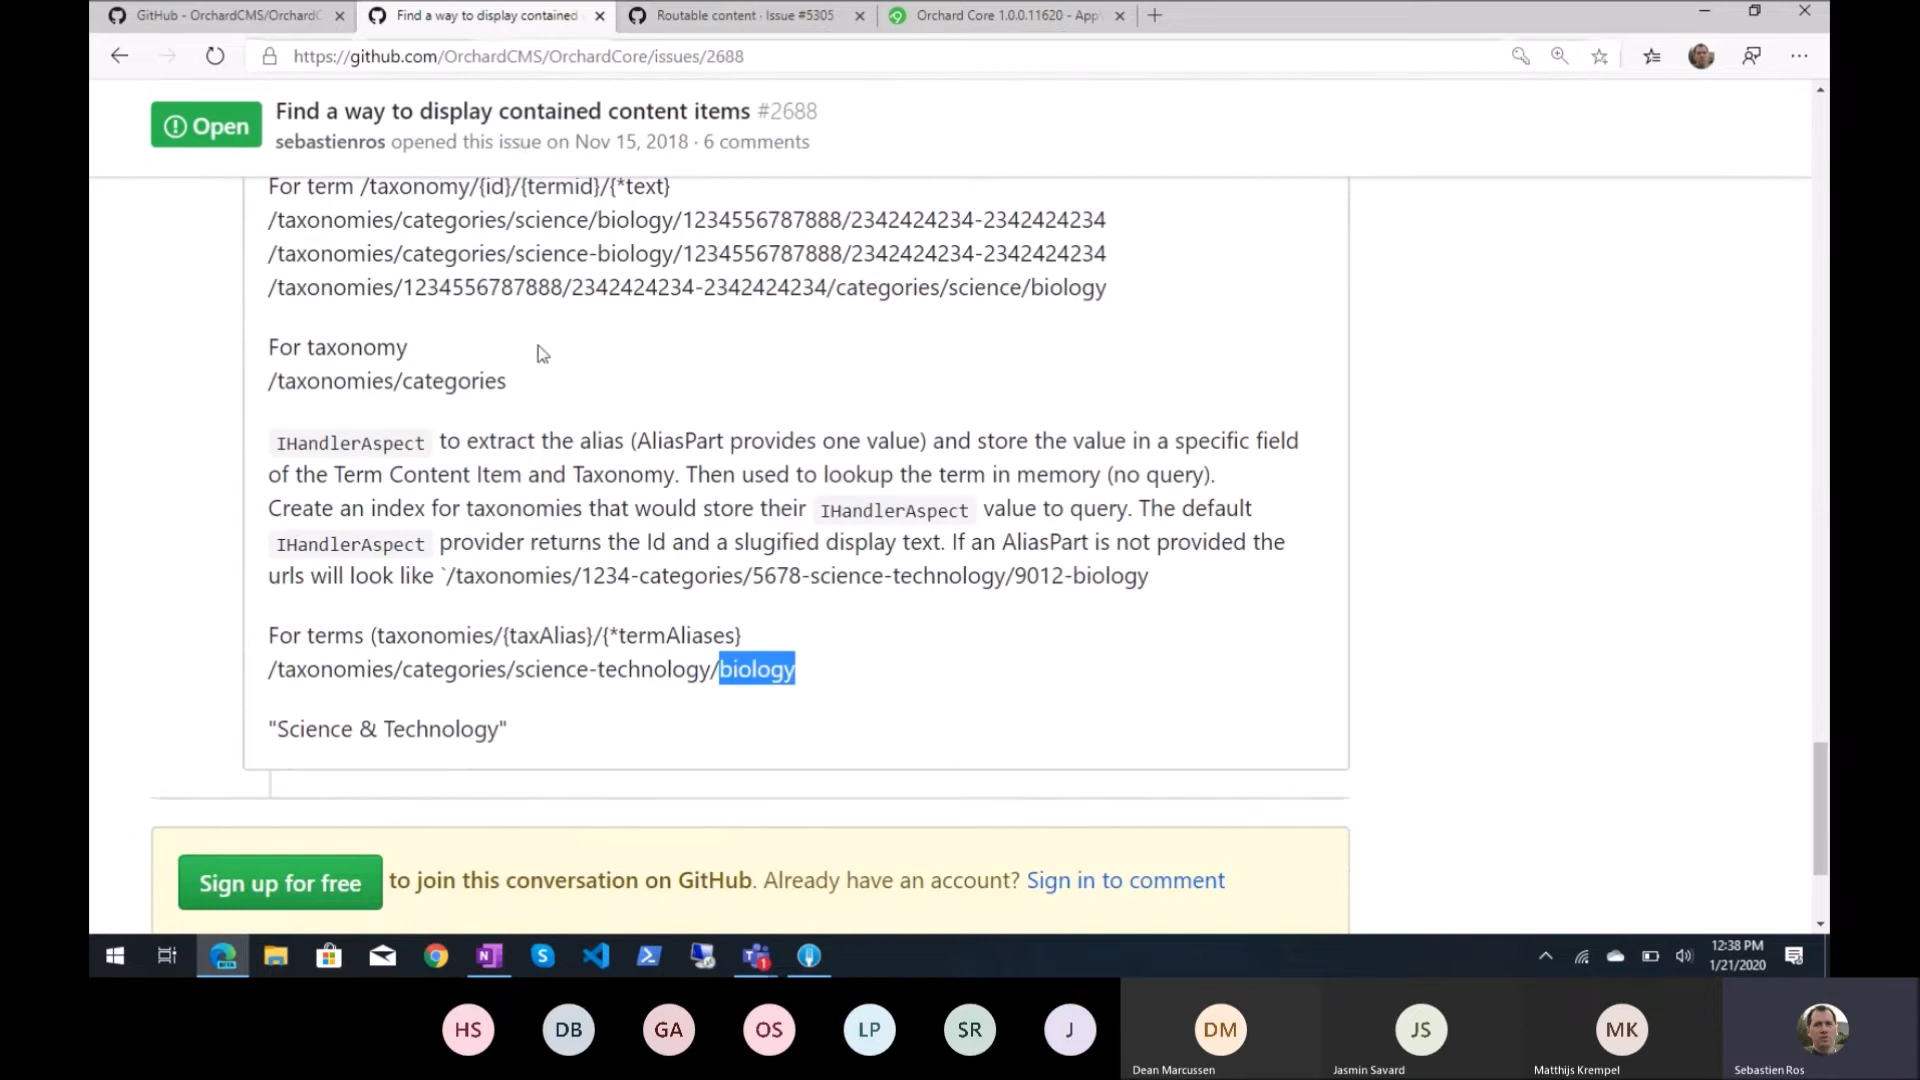 GitHub - OrchardCMS/OrchardC
Find a way to display contained
Routable content · Issue #5305
Orchard Core 1.0.0.11620 - App
https://github.com/OrchardCMS/OrchardCore/issues/2688
Open
Find a way to display contained content items #2688
sebastienros opened this issue on Nov 15, 2018 · 6 comments
For term /taxonomy/{id}/{termid}/{*text}
/taxonomies/categories/science/biology/1234556787888/2342424234-2342424234
/taxonomies/categories/science-biology/1234556787888/2342424234-2342424234
/taxonomies/1234556787888/2342424234-2342424234/categories/science/biology
For taxonomy
/taxonomies/categories
IHandlerAspect to extract the alias (AliasPart provides one value) and store the value in a specific field
of the Term Content Item and Taxonomy. Then used to lookup the term in memory (no query).
Create an index for taxonomies that would store their IHandlerAspect value to query. The default
IHandlerAspect provider returns the Id and a slugified display text. If an AliasPart is not provided the
urls will look like `/taxonomies/1234-categories/5678-science-technology/9012-biology
For terms (taxonomies/{taxAlias}/{*termAliases}
/taxonomies/categories/science-technology/biology
"Science & Technology"
Sign up for free to join this conversation on GitHub. Already have an account? Sign in to comment
12:38 PM
1/21/2020
HS DB GA OS LP SR J DM JS MK
Dean Marcussen Jasmin Savard Matthijs Krempel Sebastien Ros